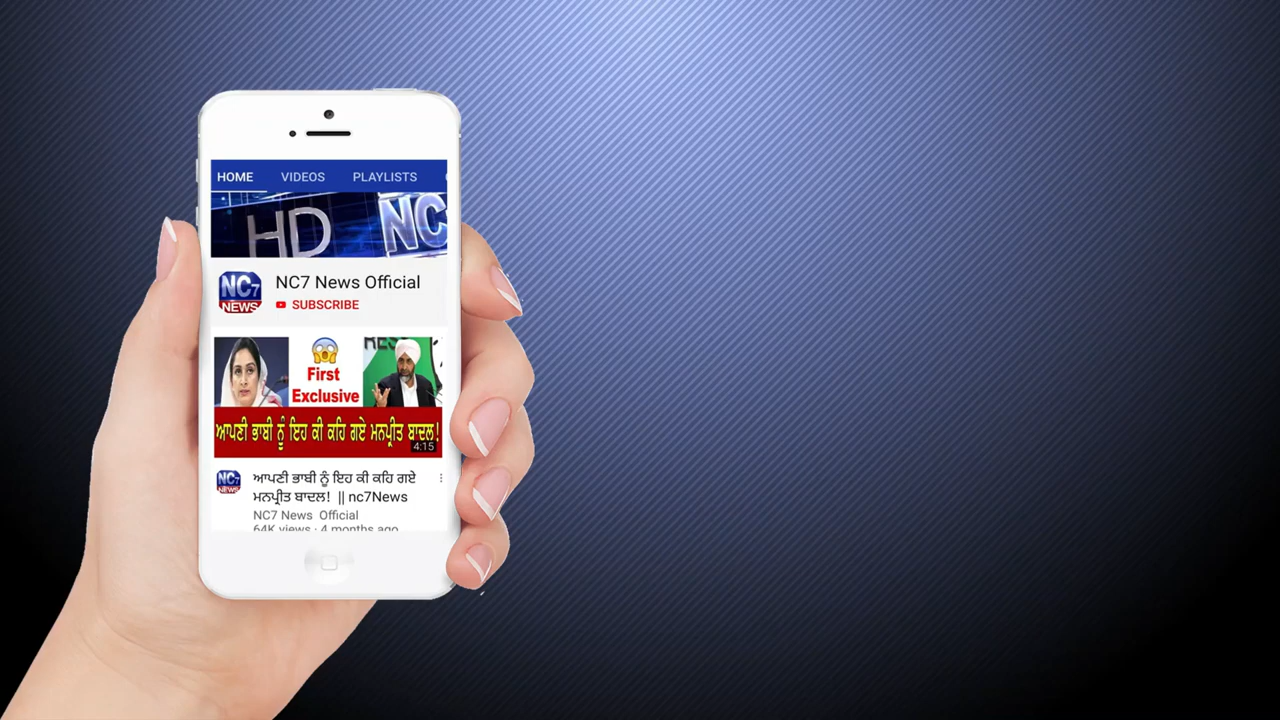 HOME VIDEOS PLAYLISTS
HD NC
NC7 NEWS
NC7 News Official
SUBSCRIBE
First
Exclusive
ਆਪਣੀ ਭਾਬੀ ਨੂੰ ਇਹ ਕੀ ਕਹਿ ਗਏ ਮਨਪ੍ਰੀਤ ਬਾਦਲ!
4:15
NC7 NEWS
ਆਪਣੀ ਭਾਬੀ ਨੂੰ ਇਹ ਕੀ ਕਹਿ ਗਏ
ਮਨਪ੍ਰੀਤ ਬਾਦਲ! || nc7News
NC7 News Official
64K views · 4 months ago